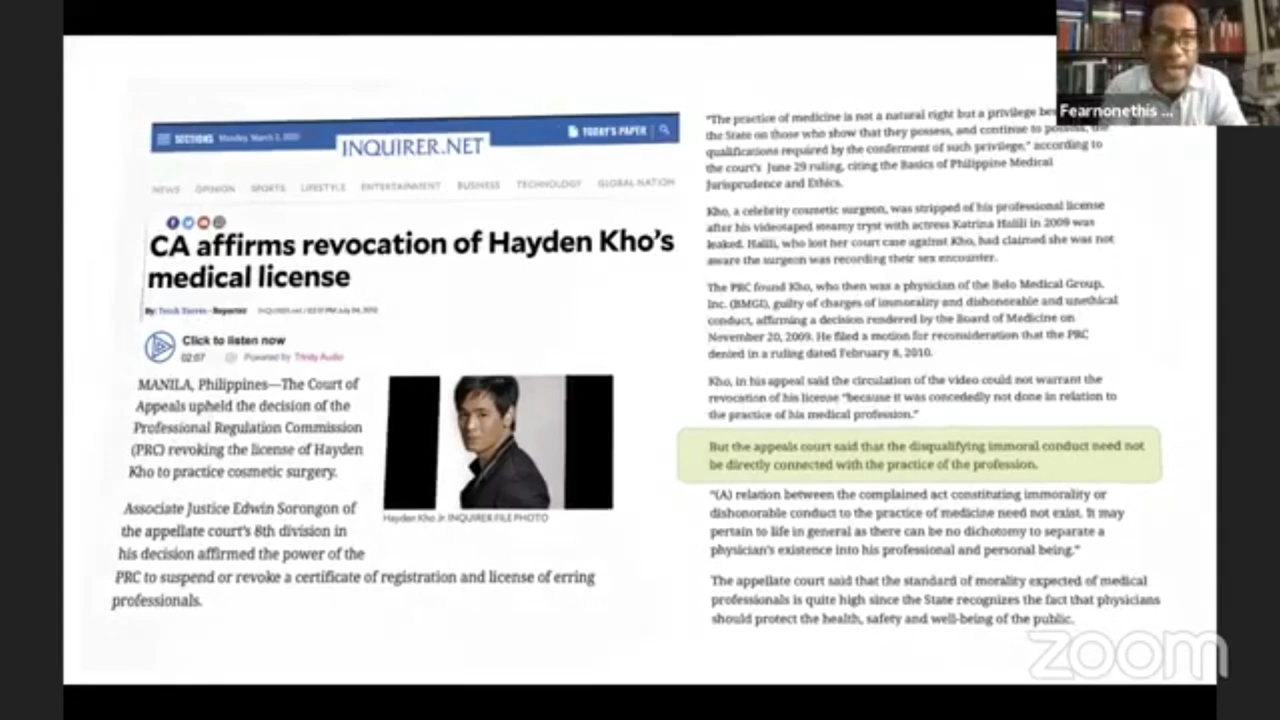 SECTIONS Monday, March 1, 2021
INQUIRER.NET
TODAY'S PAPER
NEWS OPINION SPORTS LIFESTYLE ENTERTAINMENT BUSINESS TECHNOLOGY GLOBAL NATION
CA affirms revocation of Hayden Kho's
medical license
By: - Reporter
Click to listen now
02:07 Powered by Trinity Audio
MANILA, Philippines—The Court of
Appeals upheld the decision of the
Professional Regulation Commission
(PRC) revoking the license of Hayden
Kho to practice cosmetic surgery.
Associate Justice Edwin Sorongon of
the appellate court's 8th division in
his decision affirmed the power of the
PRC to suspend or revoke a certificate of registration and license of erring
professionals.
Hayden Kho Jr. INQUIRER FILE PHOTO
"The practice of medicine is not a natural right but a privilege
the State on those who show that they possess, and continue to possess, the
qualifications required by the conferment of such privilege," according to
the court's June 29 ruling, citing the Basics of Philippine Medical
Jurisprudence and Ethics.
Kho, a celebrity cosmetic surgeon, was stripped of his professional license
after his videotaped steamy tryst with actress Katrina Halili in 2009 was
leaked. Halili, who lost her court case against Kho, had claimed she was not
aware the surgeon was recording their sex encounter.
The PRC found Kho, who then was a physician of the Belo Medical Group,
Inc. (BMGI), guilty of charges of immorality and dishonorable and unethical
conduct, affirming a decision rendered by the Board of Medicine on
November 20, 2009. He filed a motion for reconsideration that the PRC
denied in a ruling dated February 8, 2010.
Kho, in his appeal said the circulation of the video could not warrant the
revocation of his license "because it was concededly not done in relation to
the practice of his medical profession."
But the appeals court said that the disqualifying immoral conduct need not
be directly connected with the practice of the profession.
"(A) relation between the complained act constituting immorality or
dishonorable conduct to the practice of medicine need not exist. It may
pertain to life in general as there can be no dichotomy to separate a
physician's existence into his professional and personal being."
The appellate court said that the standard of morality expected of medical
professionals is quite high since the State recognizes the fact that physicians
should protect the health, safety and well-being of the public.
Fearnonethis ...
zoom